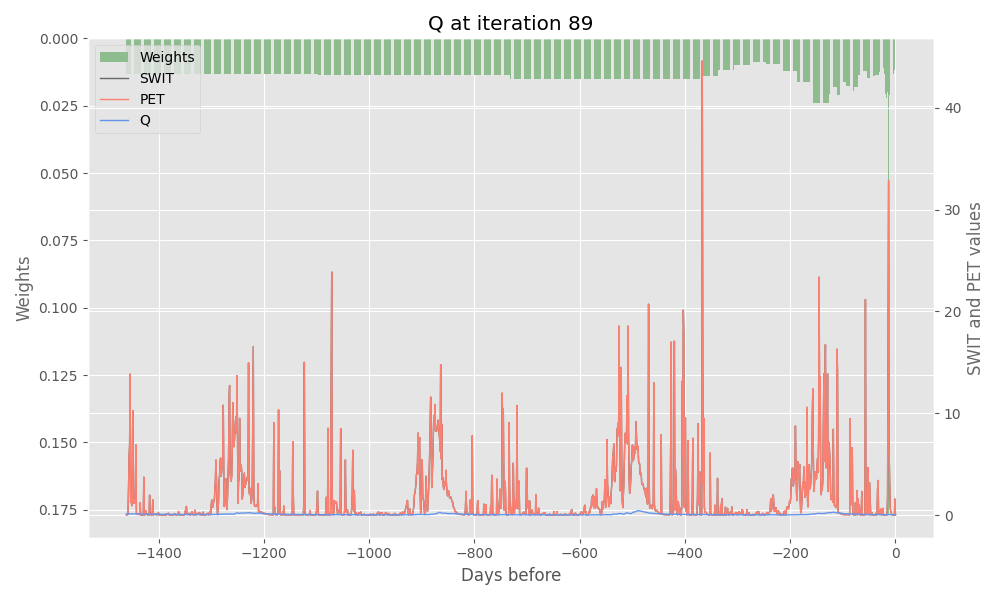 Q at iteration 89
Weights
SWIT
PET
Q
0.000
0.025
0.050
0.075
0.100
0.125
0.150
0.175
Weights
40
30
20
10
0
SWIT and PET values
−1400
−1200
−1000
−800
−600
−400
−200
0
Days before